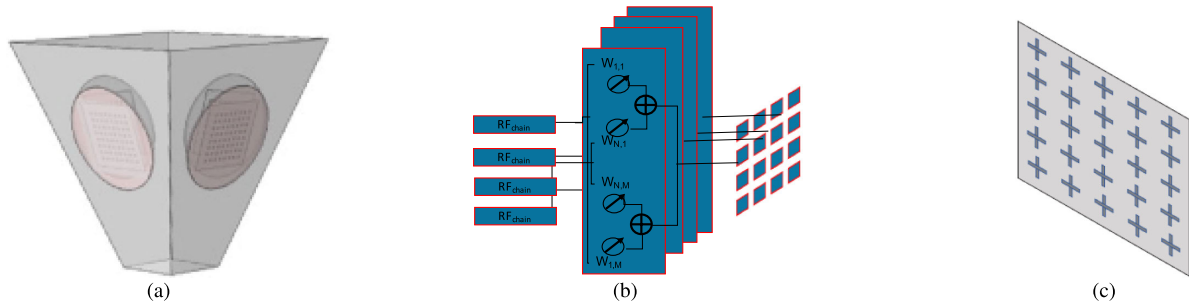 RFchain
RFchain
RFchain
RFchain
W1,1
WN,1
WN,M
W1,M
(a)
(b)
(c)